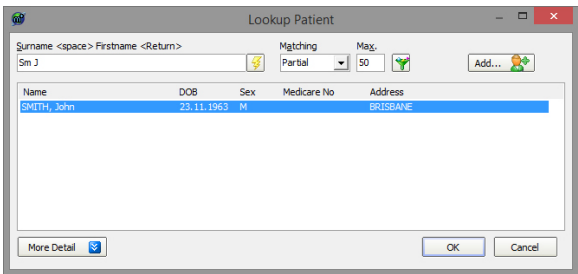 Lookup Patient
Surname <space> Firstname <Return> Matching Max.
Sm J Partial 50 Add...
Name DOB Sex Medicare No Address
SMITH, John 23.11.1963 M BRISBANE
More Detail OK Cancel